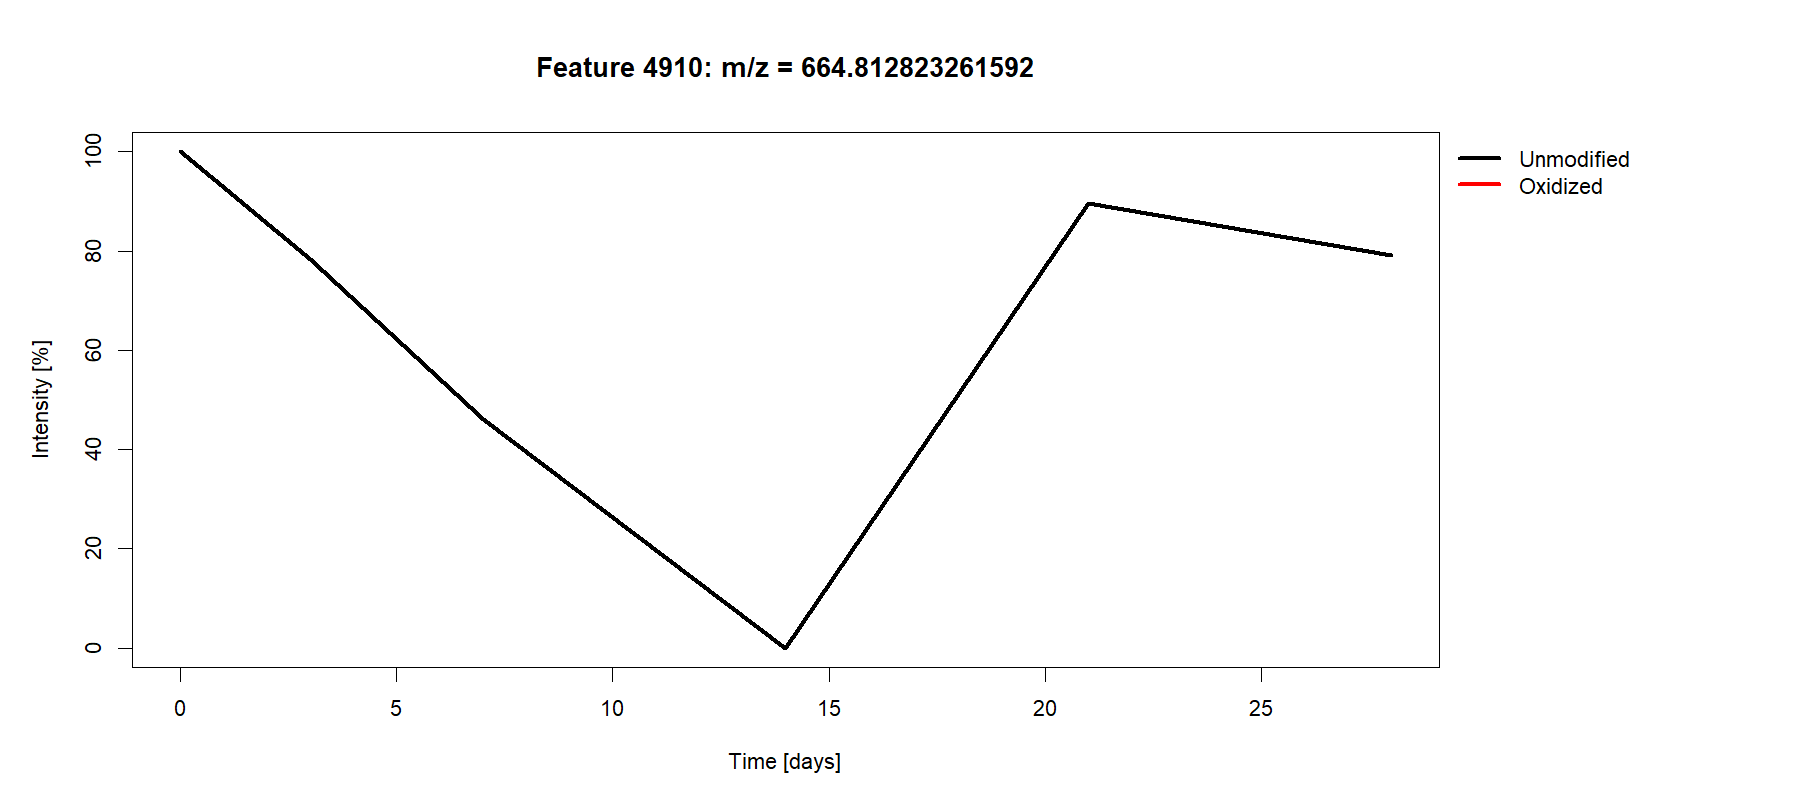 Feature 4910: m/z = 664.812823261592
Unmodified
Oxidized
Intensity [%]
100
80
60
40
20
0
0 5 10 15 20 25
Time [days]